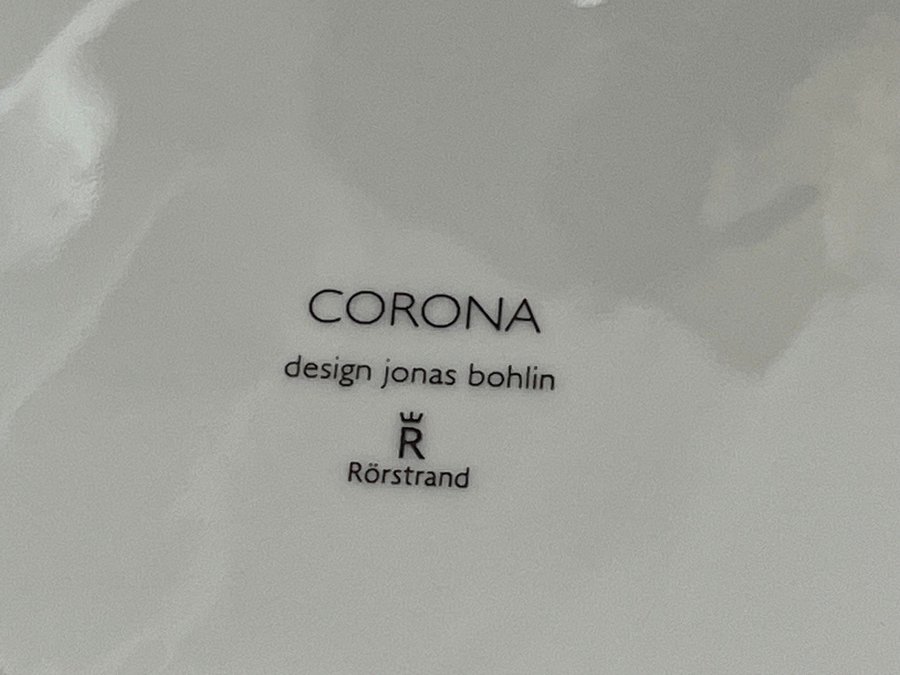 CORONA
design jonas bohlin
R
Rörstrand